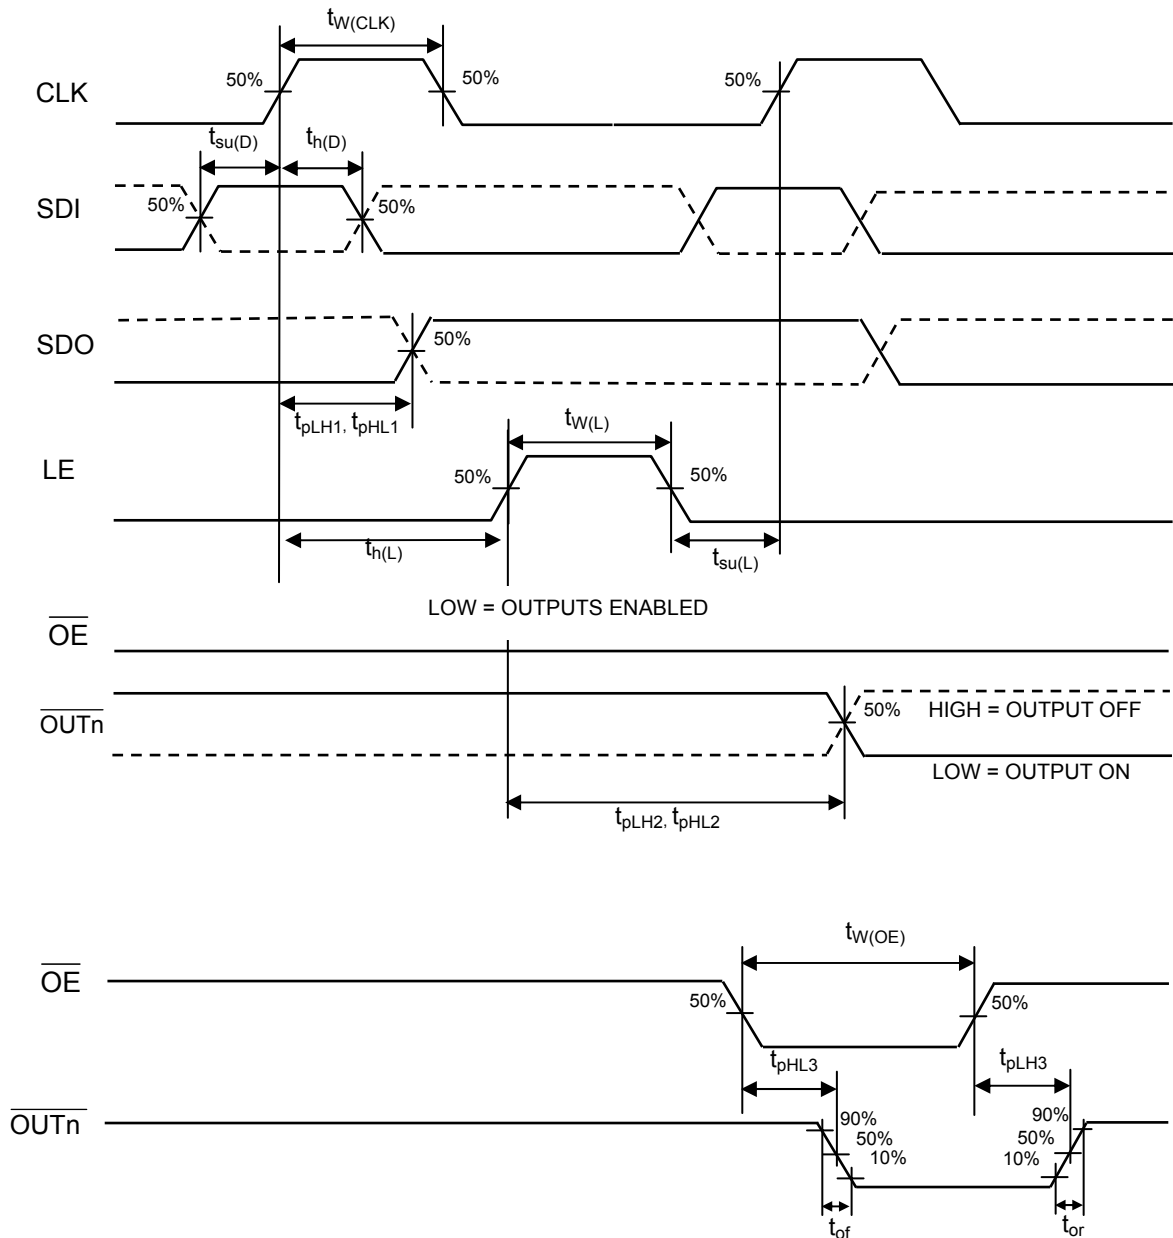 tW(CLK)
50%
50%
CLK
tsu(D)
th(D)
SDI
50%
50%
SDO
50%
tpLH1, tpHL1
tW(L)
LE
50%
50%
th(L)
tsu(L)
LOW = OUTPUTS ENABLED
OE
OUTn
50%
HIGH = OUTPUT OFF
LOW = OUTPUT ON
tpLH2, tpHL2
tW(OE)
OE
50%
50%
tpHL3
tpLH3
OUTn
90%
50%
10%
90%
50%
10%
tof
tor
50%